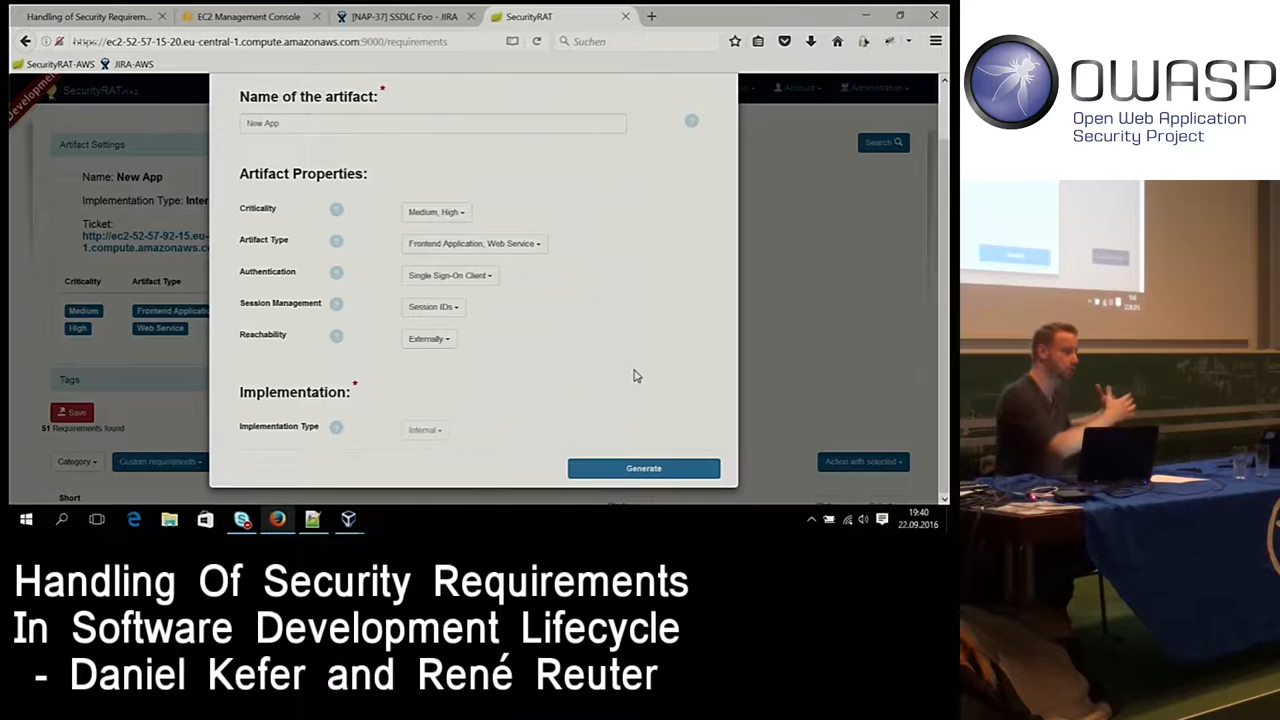 Handling of Security Requirem...
EC2 Management Console
[NAP-37] SSDLC Foo - JIRA
SecurityRAT
https://ec2-52-57-15-20.eu-central-1.compute.amazonaws.com:9000/requirements
Suchen
SecurityRAT-AWS
JIRA-AWS
Development
SecurityRAT
Account
Administration
Artifact Settings
Search
Name: New App
Implementation Type: Inter
Ticket:
http://ec2-52-57-92-15.eu-
1.compute.amazonaws.co
Criticality
Artifact Type
Medium
Frontend Applicatio
High
Web Service
Tags
Save
51 Requirements found
Category
Custom requirements
Action with selected
Short
Name of the artifact:*
New App
Artifact Properties:
Criticality
Medium, High
Artifact Type
Frontend Application, Web Service
Authentication
Single Sign-On Client
Session Management
Session IDs
Reachability
Externally
Implementation:*
Implementation Type
Internal
Generate
19:40
22.09.2016
OWASP
Open Web Application
Security Project
Handling Of Security Requirements
In Software Development Lifecycle
- Daniel Kefer and René Reuter